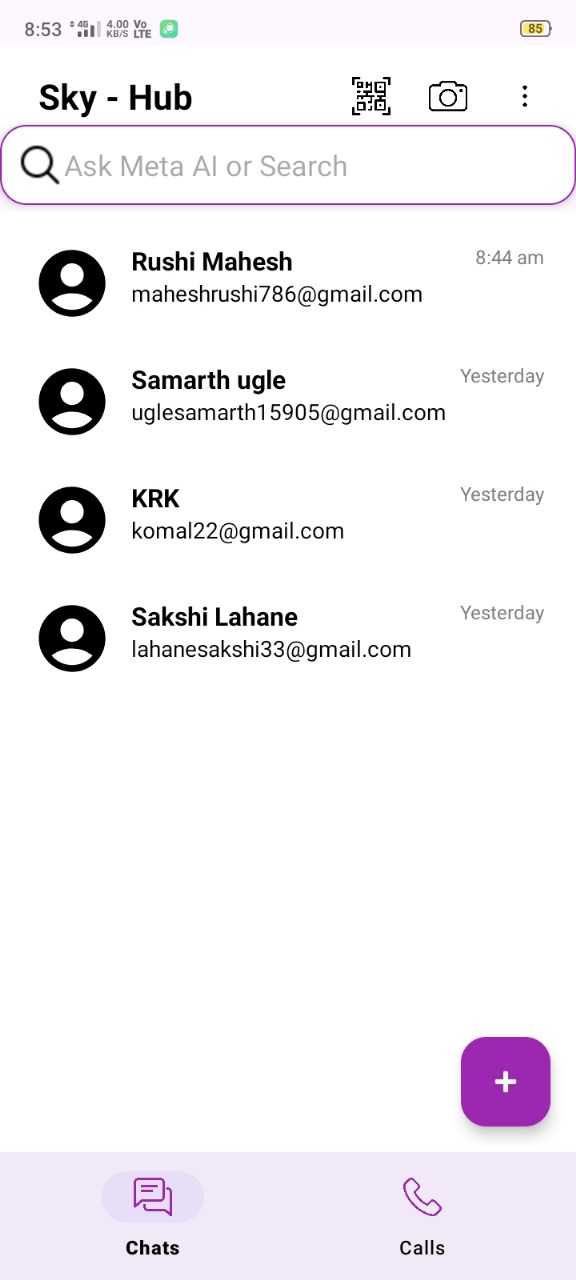 8:53 4G 4.00 KB/S Vo LTE 85
Sky - Hub
Ask Meta AI or Search
Rushi Mahesh 8:44 am
maheshrushi786@gmail.com
Samarth ugle Yesterday
uglesamarth15905@gmail.com
KRK Yesterday
komal22@gmail.com
Sakshi Lahane Yesterday
lahanesakshi33@gmail.com
+
Chats Calls